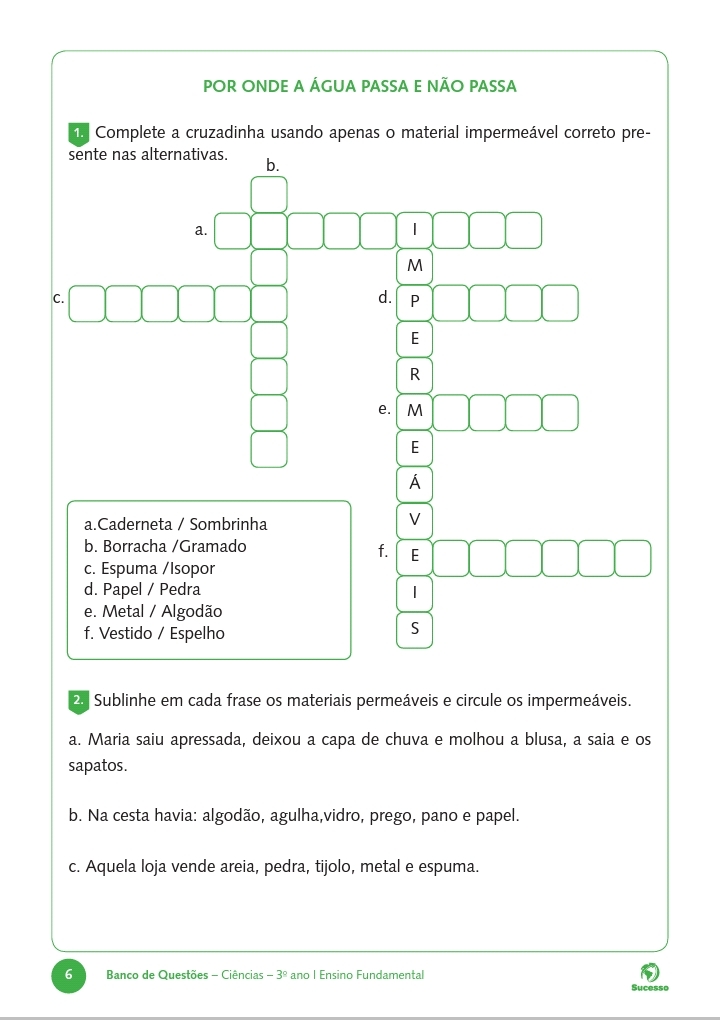 POR ONDE A ÁGUA PASSA E NÃO PASSA
1. Complete a cruzadinha usando apenas o material impermeável correto pre-
sente nas alternativas.
b.
a. I
M
c. d. P
E
R
e. M
E
Á
V
f. E
I
S
a.Caderneta / Sombrinha
b. Borracha /Gramado
c. Espuma /Isopor
d. Papel / Pedra
e. Metal / Algodão
f. Vestido / Espelho
2. Sublinhe em cada frase os materiais permeáveis e circule os impermeáveis.
a. Maria saiu apressada, deixou a capa de chuva e molhou a blusa, a saia e os
sapatos.
b. Na cesta havia: algodão, agulha,vidro, prego, pano e papel.
c. Aquela loja vende areia, pedra, tijolo, metal e espuma.
6 Banco de Questões – Ciências – 3º ano I Ensino Fundamental
Sucesso